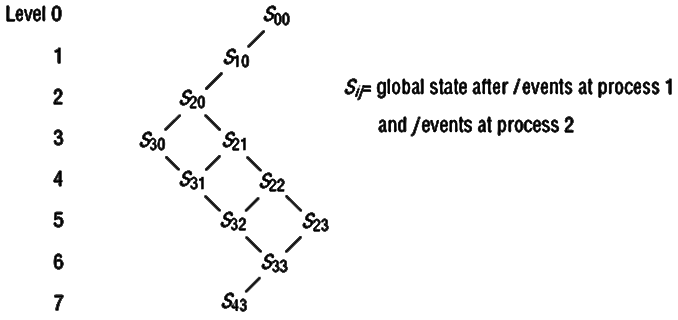 Level 0 S00
1 S10
2 S20
Sij= global state after i events at process 1
and j events at process 2
3 S30 S21
4 S31 S22
5 S32 S23
6 S33
7 S43